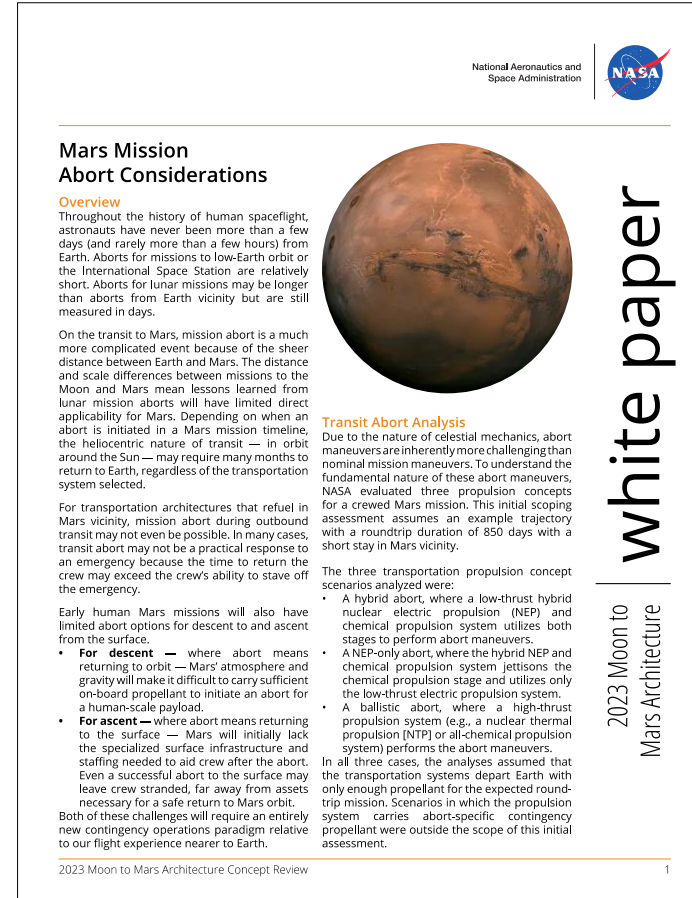 National Aeronautics and
Space Administration
NASA
Mars Mission
Abort Considerations
Overview
Throughout the history of human spaceflight,
astronauts have never been more than a few
days (and rarely more than a few hours) from
Earth. Aborts for missions to low-Earth orbit or
the International Space Station are relatively
short. Aborts for lunar missions may be longer
than aborts from Earth vicinity but are still
measured in days.
On the transit to Mars, mission abort is a much
more complicated event because of the sheer
distance between Earth and Mars. The distance
and scale differences between missions to the
Moon and Mars mean lessons learned from
lunar mission aborts will have limited direct
applicability for Mars. Depending on when an
abort is initiated in a Mars mission timeline,
the heliocentric nature of transit — in orbit
around the Sun — may require many months to
return to Earth, regardless of the transportation
system selected.
For transportation architectures that refuel in
Mars vicinity, mission abort during outbound
transit may not even be possible. In many cases,
transit abort may not be a practical response to
an emergency because the time to return the
crew may exceed the crew's ability to stave off
the emergency.
Early human Mars missions will also have
limited abort options for descent to and ascent
from the surface.
• For descent — where abort means
returning to orbit — Mars' atmosphere and
gravity will make it difficult to carry sufficient
on-board propellant to initiate an abort for
a human-scale payload.
• For ascent — where abort means returning
to the surface — Mars will initially lack
the specialized surface infrastructure and
staffing needed to aid crew after the abort.
Even a successful abort to the surface may
leave crew stranded, far away from assets
necessary for a safe return to Mars orbit.
Both of these challenges will require an entirely
new contingency operations paradigm relative
to our flight experience nearer to Earth.
Transit Abort Analysis
Due to the nature of celestial mechanics, abort
maneuvers are inherently more challenging than
nominal mission maneuvers. To understand the
fundamental nature of these abort maneuvers,
NASA evaluated three propulsion concepts
for a crewed Mars mission. This initial scoping
assessment assumes an example trajectory
with a roundtrip duration of 850 days with a
short stay in Mars vicinity.
The three transportation propulsion concept
scenarios analyzed were:
• A hybrid abort, where a low-thrust hybrid
nuclear electric propulsion (NEP) and
chemical propulsion system utilizes both
stages to perform abort maneuvers.
• A NEP-only abort, where the hybrid NEP and
chemical propulsion system jettisons the
chemical propulsion stage and utilizes only
the low-thrust electric propulsion system.
• A ballistic abort, where a high-thrust
propulsion system (e.g., a nuclear thermal
propulsion [NTP] or all-chemical propulsion
system) performs the abort maneuvers.
In all three cases, the analyses assumed that
the transportation systems depart Earth with
only enough propellant for the expected round-
trip mission. Scenarios in which the propulsion
system carries abort-specific contingency
propellant were outside the scope of this initial
assessment.
white paper
2023 Moon to
Mars Architecture
2023 Moon to Mars Architecture Concept Review
1